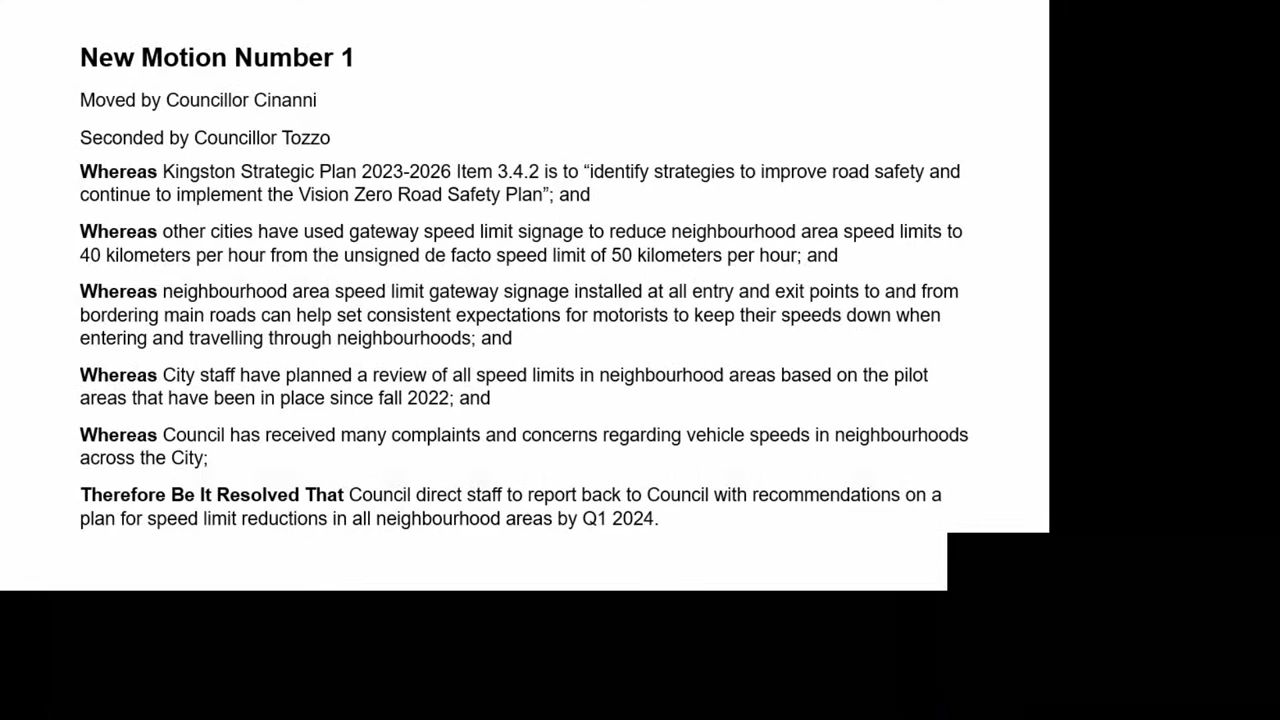 New Motion Number 1
Moved by Councillor Cinanni
Seconded by Councillor Tozzo
Whereas Kingston Strategic Plan 2023-2026 Item 3.4.2 is to “identify strategies to improve road safety and
continue to implement the Vision Zero Road Safety Plan”; and
Whereas other cities have used gateway speed limit signage to reduce neighbourhood area speed limits to
40 kilometers per hour from the unsigned de facto speed limit of 50 kilometers per hour; and
Whereas neighbourhood area speed limit gateway signage installed at all entry and exit points to and from
bordering main roads can help set consistent expectations for motorists to keep their speeds down when
entering and travelling through neighbourhoods; and
Whereas City staff have planned a review of all speed limits in neighbourhood areas based on the pilot
areas that have been in place since fall 2022; and
Whereas Council has received many complaints and concerns regarding vehicle speeds in neighbourhoods
across the City;
Therefore Be It Resolved That Council direct staff to report back to Council with recommendations on a
plan for speed limit reductions in all neighbourhood areas by Q1 2024.